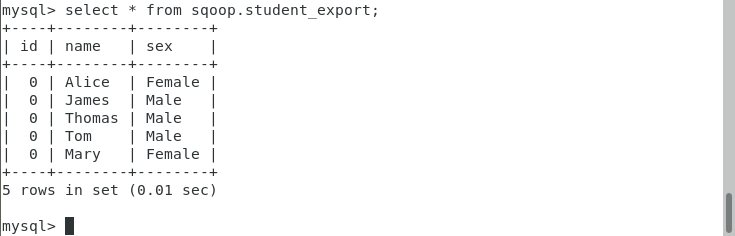 mysql> select * from sqoop.student_export;
+----+--------+--------+
| id | name   | sex    |
+----+--------+--------+
|  0 | Alice  | Female |
|  0 | James  | Male   |
|  0 | Thomas | Male   |
|  0 | Tom    | Male   |
|  0 | Mary   | Female |
+----+--------+--------+
5 rows in set (0.01 sec)
mysql>